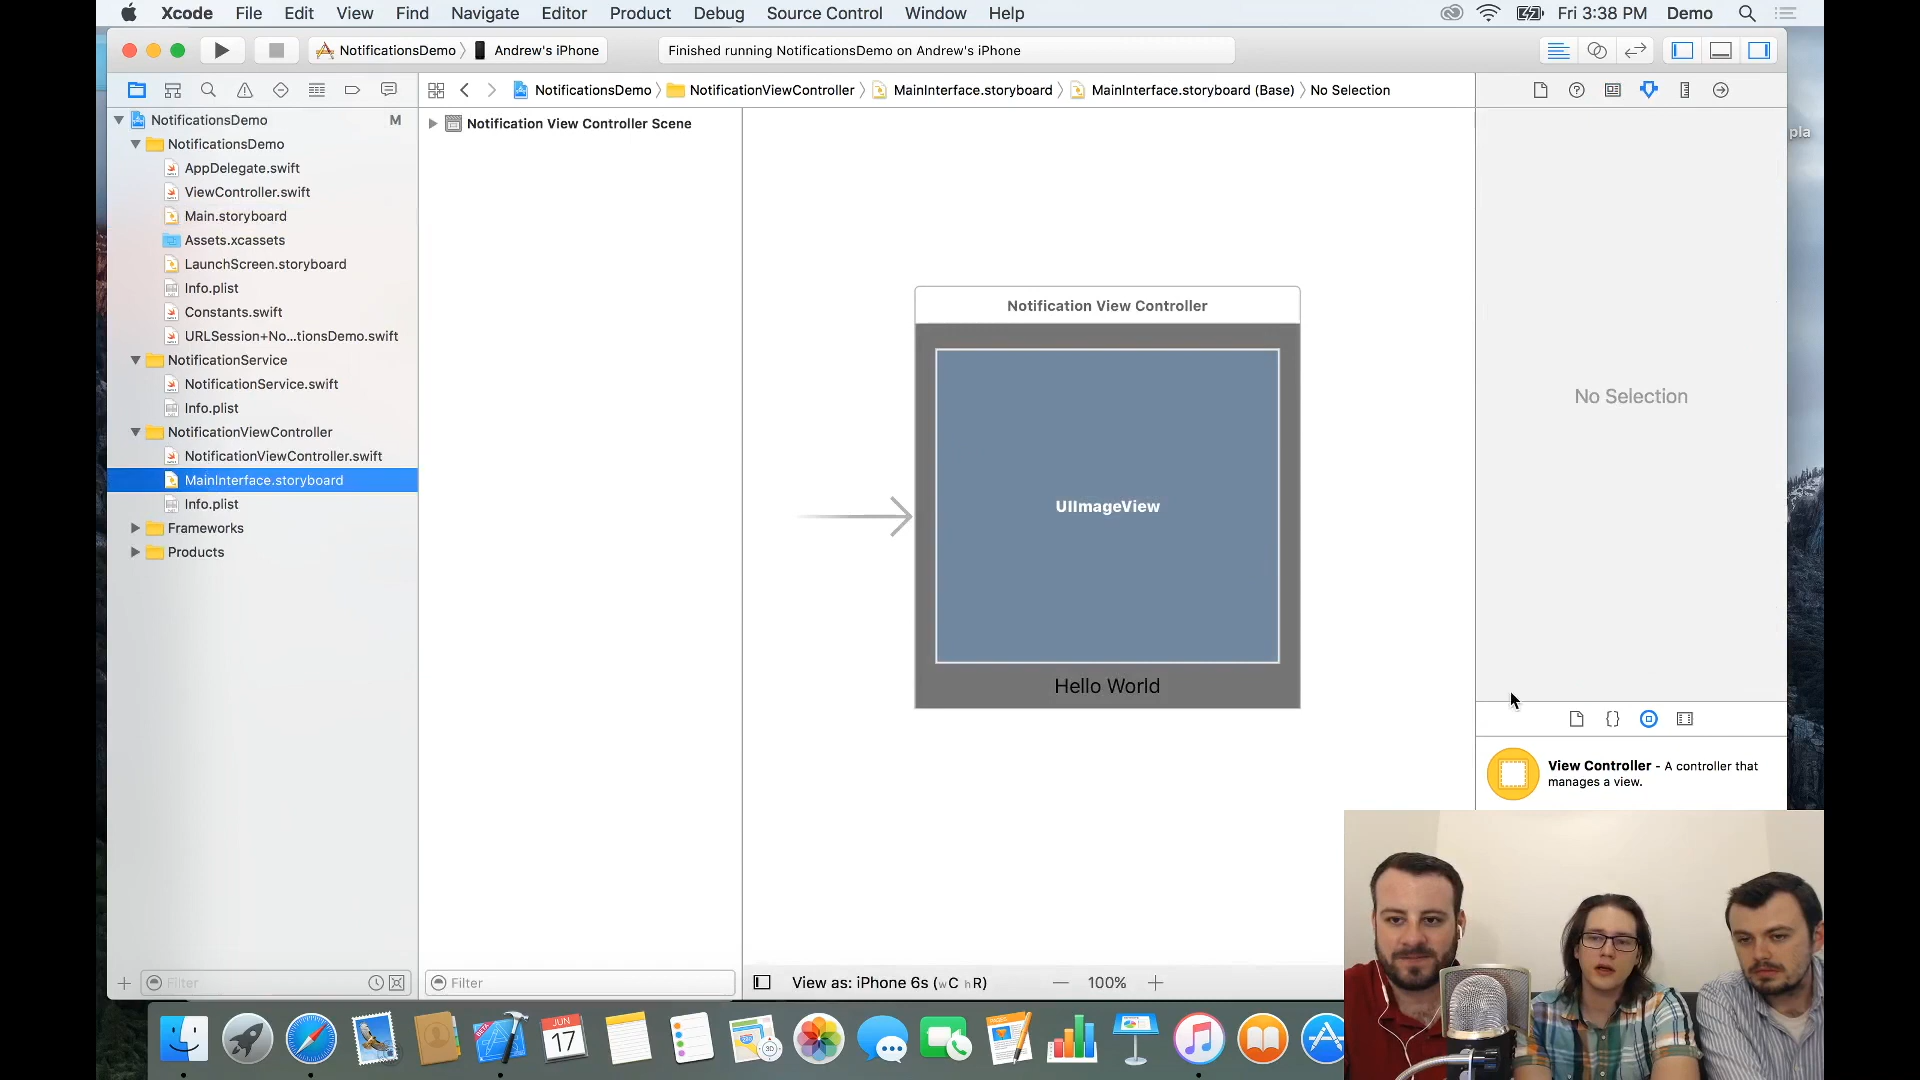 Xcode File Edit View Find Navigate Editor Product Debug Source Control Window Help Fri 3:38 PM Demo
NotificationsDemo Andrew's iPhone Finished running NotificationsDemo on Andrew's iPhone
NotificationsDemo NotificationViewController MainInterface.storyboard MainInterface.storyboard (Base) No Selection
NotificationsDemo M
NotificationsDemo
AppDelegate.swift
ViewController.swift
Main.storyboard
Assets.xcassets
LaunchScreen.storyboard
Info.plist
Constants.swift
URLSession+No...tionsDemo.swift
NotificationService
NotificationService.swift
Info.plist
NotificationViewController
NotificationViewController.swift
MainInterface.storyboard
Info.plist
Frameworks
Products
Filter
Notification View Controller Scene
Filter
Notification View Controller
UIImageView
Hello World
View as: iPhone 6s (wC hR) 100%
No Selection
View Controller - A controller that
manages a view.
pla
BETA
JUN
17
3D